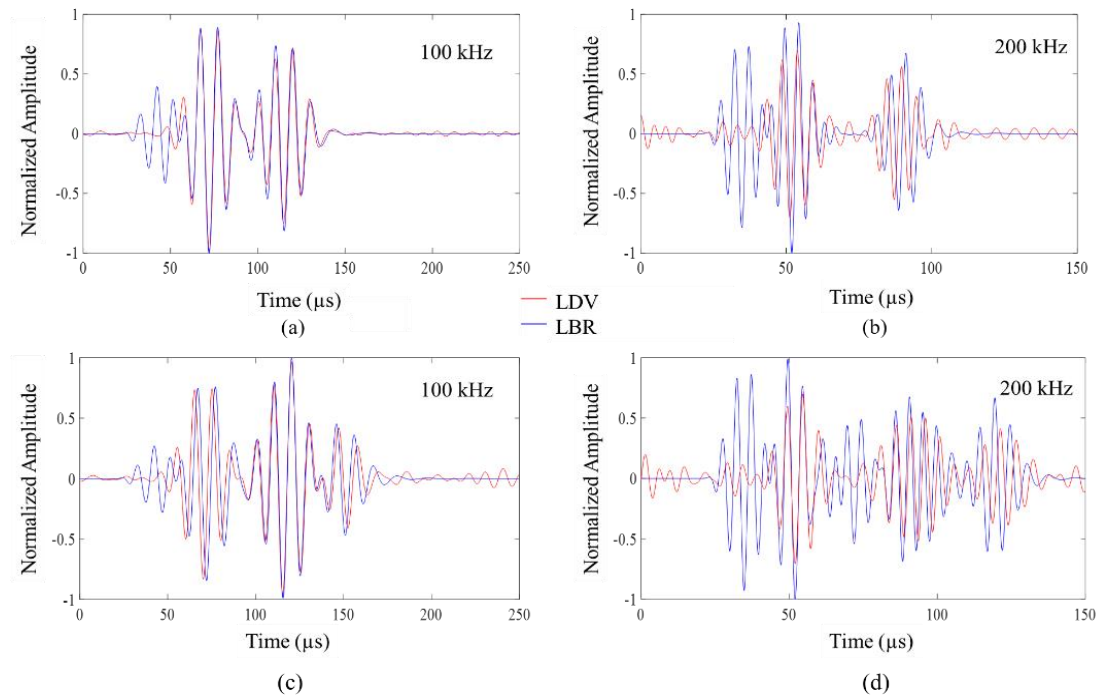 1
0.5
0
-0.5
-1
Normalized Amplitude
100 kHz
0 50 100 150 200 250
Time (µs)
(a)
1
0.5
0
-0.5
-1
Normalized Amplitude
200 kHz
0 50 100 150
Time (µs)
(b)
LDV
LBR
1
0.5
0
-0.5
-1
Normalized Amplitude
100 kHz
0 50 100 150 200 250
Time (µs)
(c)
1
0.5
0
-0.5
-1
Normalized Amplitude
200 kHz
0 50 100 150
Time (µs)
(d)